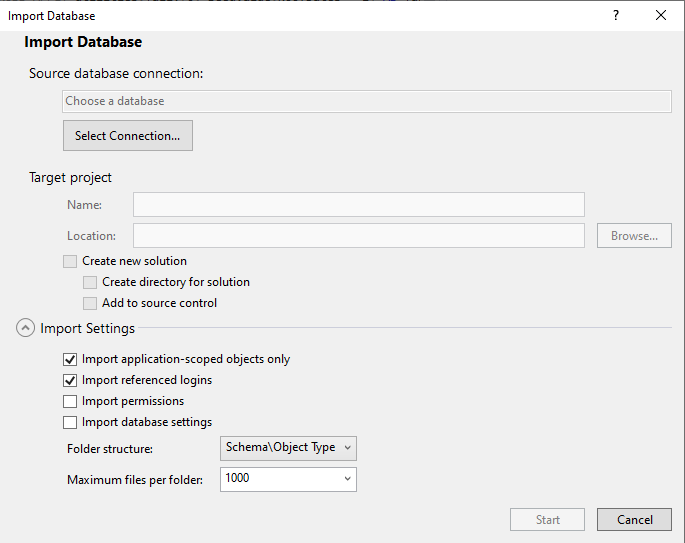 Import Database
?
Import Database
Source database connection:
Choose a database
Select Connection...
Target project
Name:
Location:
Browse...
Create new solution
Create directory for solution
Add to source control
Import Settings
Import application-scoped objects only
Import referenced logins
Import permissions
Import database settings
Folder structure: Schema\Object Type
Maximum files per folder: 1000
Start Cancel